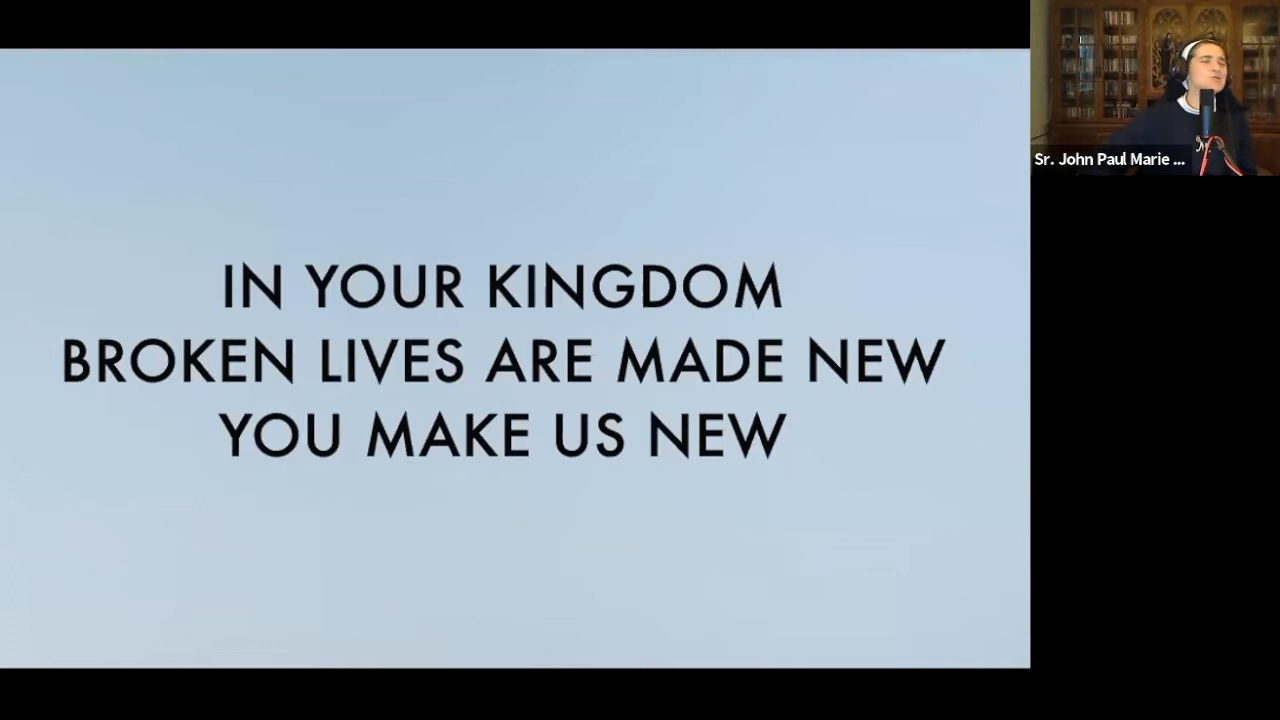 IN YOUR KINGDOM
BROKEN LIVES ARE MADE NEW
YOU MAKE US NEW
Sr. John Paul Marie ...